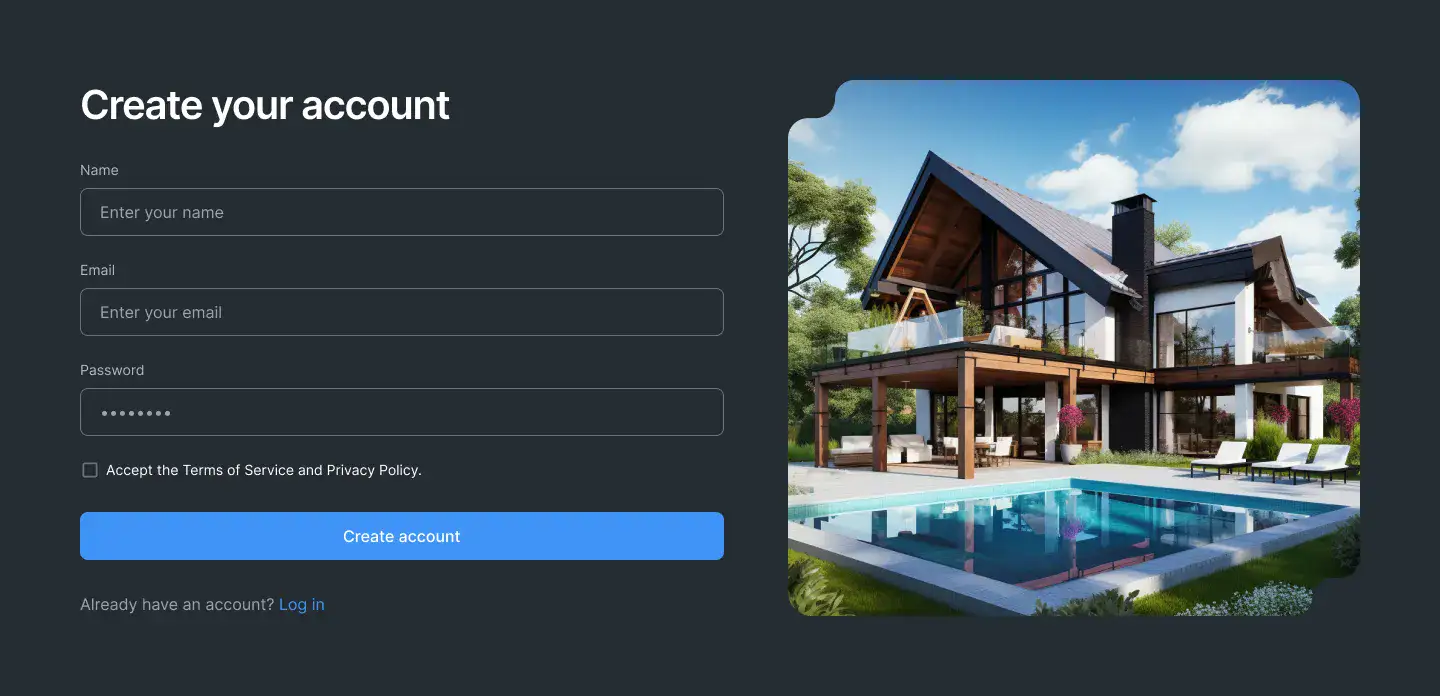 Create your account
Name
Enter your name
Email
Enter your email
Password
••••••••
Accept the Terms of Service and Privacy Policy.
Create account
Already have an account? Log in